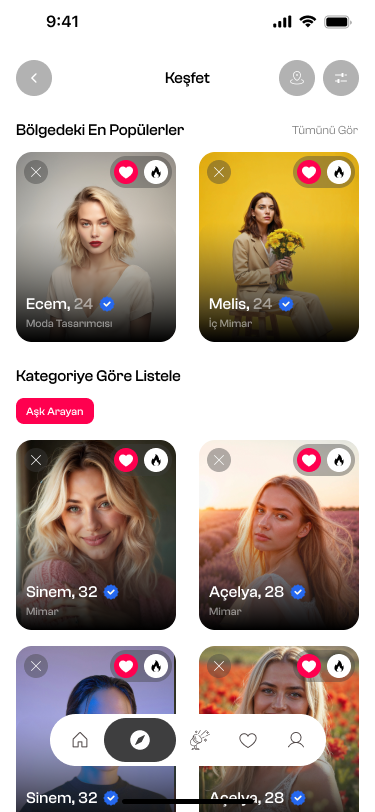 9:41
Keşfet
Bölgedeki En Popülerler
Tümünü Gör
Ecem, 24
Moda Tasarımcısı
Melis, 24
İç Mimar
Kategoriye Göre Listele
Aşk Arayan
Sinem, 32
Mimar
Açelya, 28
Mimar
Sinem, 32
Açelya, 28